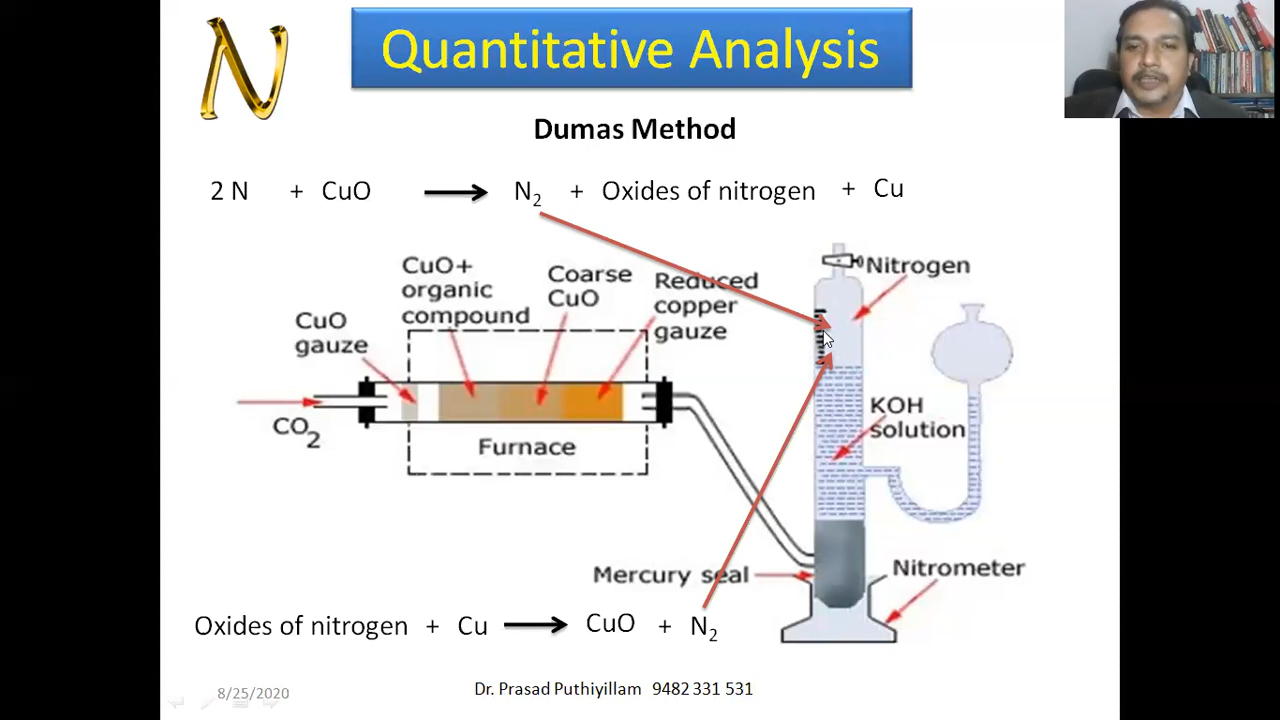 N
Quantitative Analysis
Dumas Method
2 N + CuO → N₂ + Oxides of nitrogen + Cu
CuO+
organic
compound
Coarse
CuO
Reduced
copper
gauze
Nitrogen
CuO
gauze
CO₂
Furnace
KOH
solution
Mercury seal
Nitrometer
Oxides of nitrogen + Cu → CuO + N₂
8/25/2020
Dr. Prasad Puthiyillam 9482 331 531